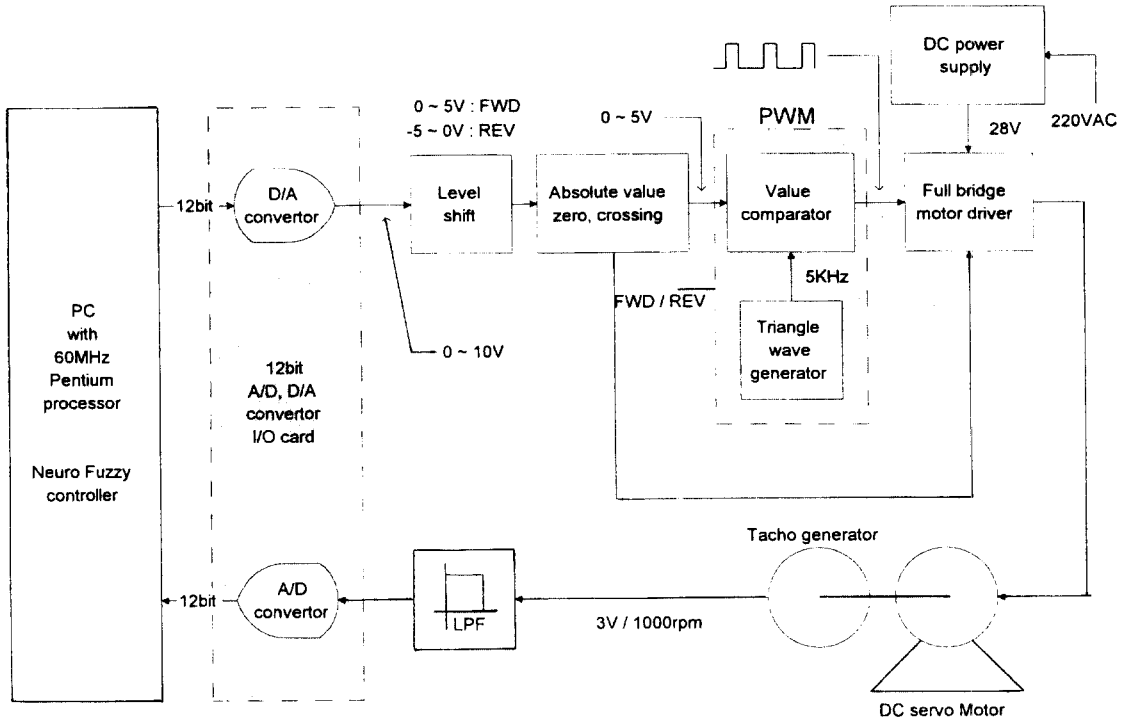 DC power
supply
220VAC
28V
0 ~ 5V : FWD
-5 ~ 0V : REV
0 ~ 5V
PWM
12bit
D/A
convertor
Level
shift
Absolute value
zero, crossing
Value
comparator
Full bridge
motor driver
FWD / REV
5KHz
Triangle
wave
generator
0 ~ 10V
PC
with
60MHz
Pentium
processor
Neuro Fuzzy
controller
12bit
A/D, D/A
convertor
I/O card
Tacho generator
12bit
A/D
convertor
LPF
3V / 1000rpm
DC servo Motor